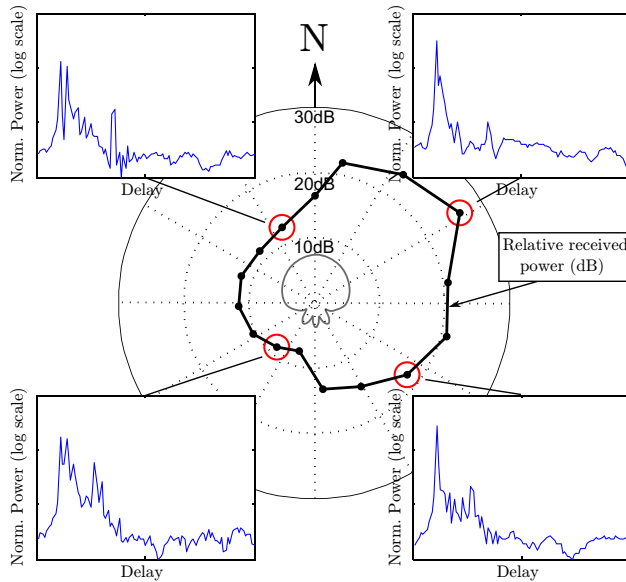 Norm. Power (log scale)
Delay
N
Norm. Power (log scale)
Delay
30dB
20dB
10dB
Relative received
power (dB)
Norm. Power (log scale)
Delay
Norm. Power (log scale)
Delay